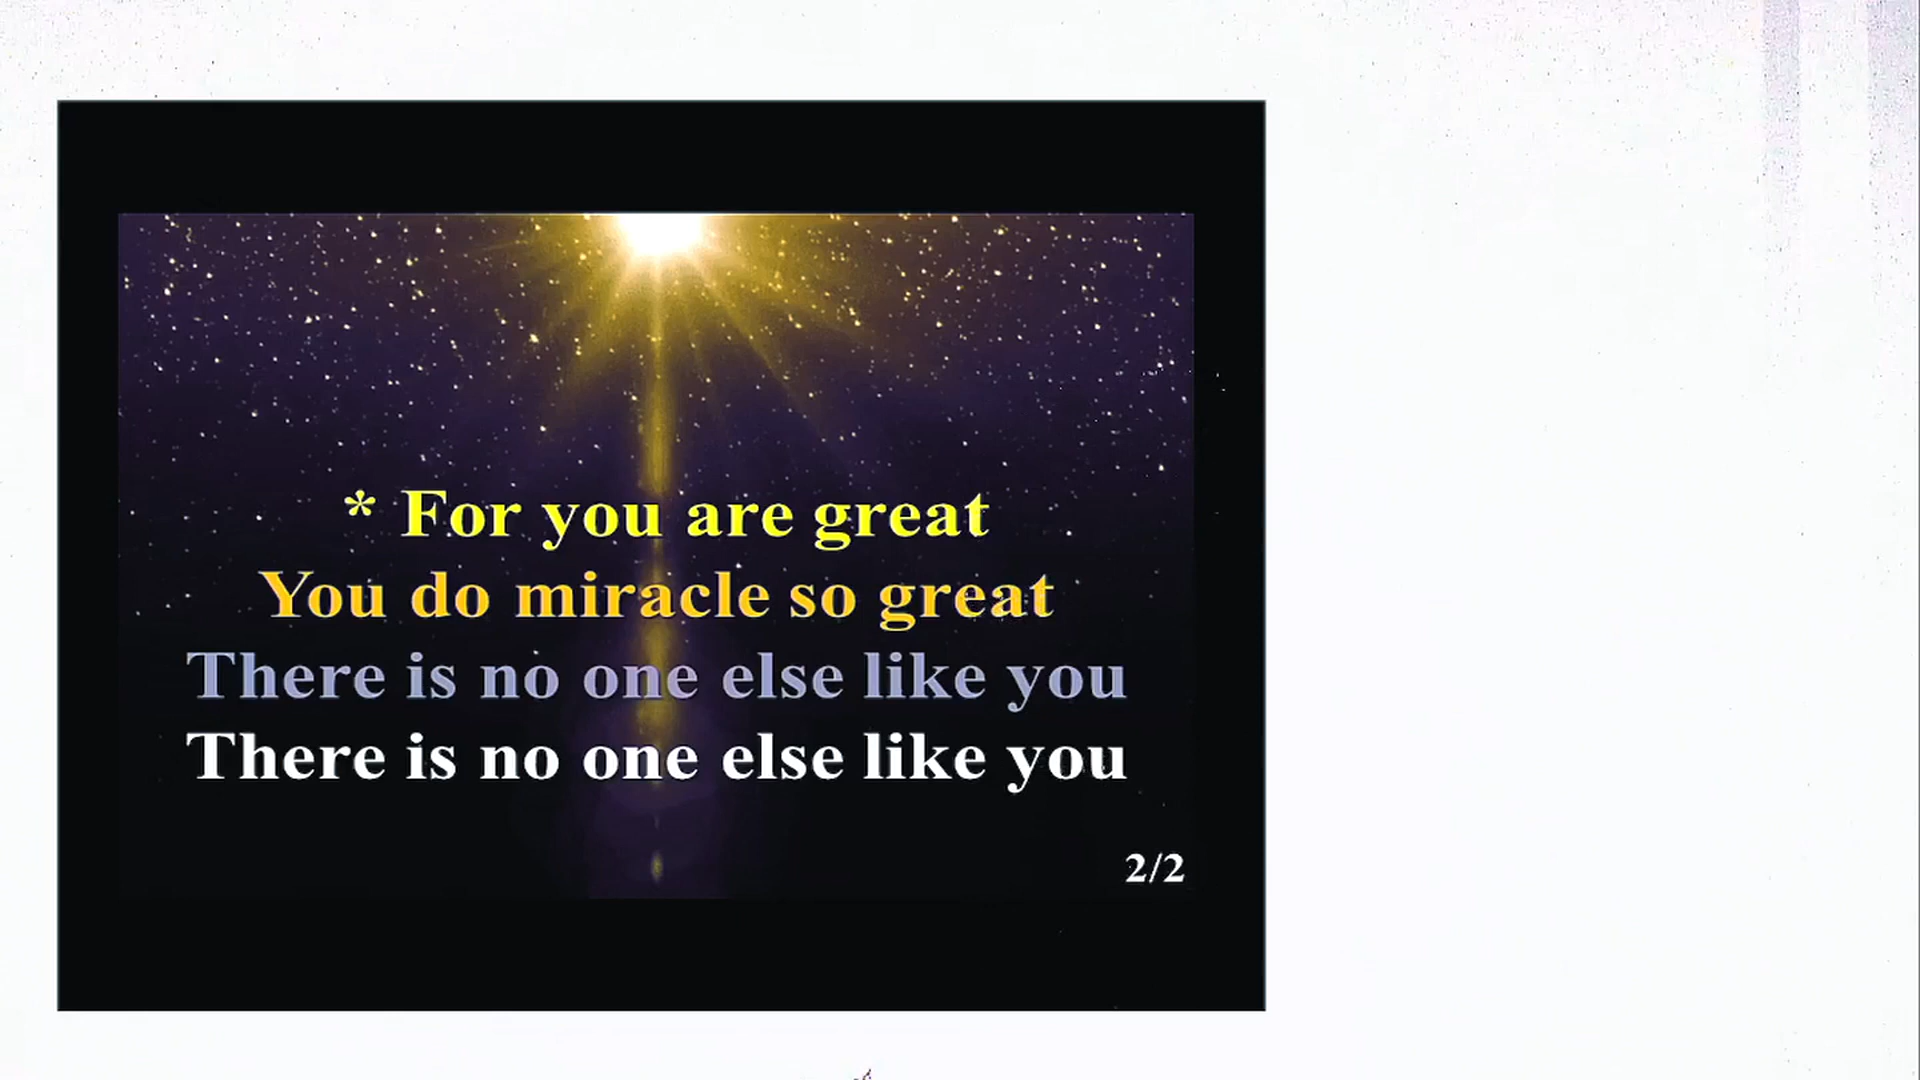 * For you are great
You do miracle so great
There is no one else like you
There is no one else like you
2/2